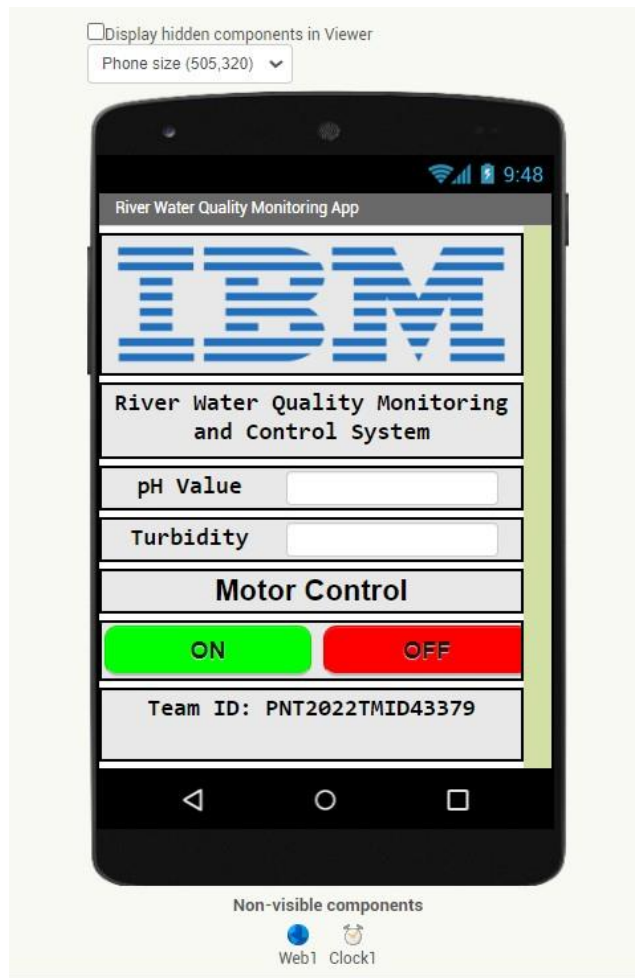 Display hidden components in Viewer
Phone size (505,320)
9:48
River Water Quality Monitoring App
IBM
River Water Quality Monitoring
and Control System
pH Value
Turbidity
Motor Control
ON OFF
Team ID: PNT2022TMID43379
Non-visible components
Web1 Clock1